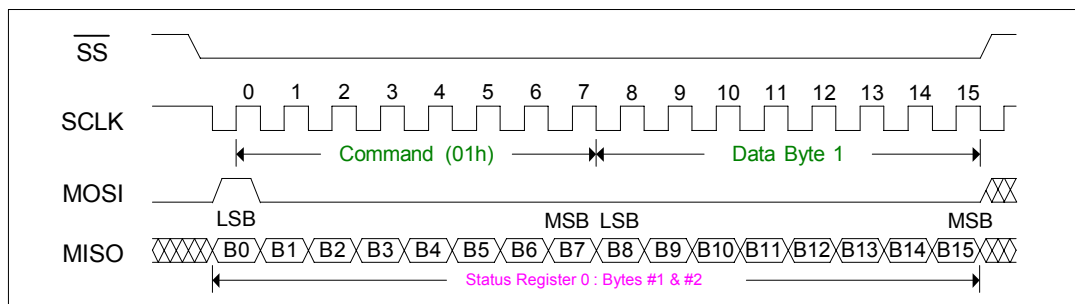 SS
0 1 2 3 4 5 6 7 8 9 10 11 12 13 14 15
SCLK
Command (01h) Data Byte 1
MOSI
LSB MSB LSB MSB
MISO B0 B1 B2 B3 B4 B5 B6 B7 B8 B9 B10 B11 B12 B13 B14 B15
Status Register 0 : Bytes #1 & #2